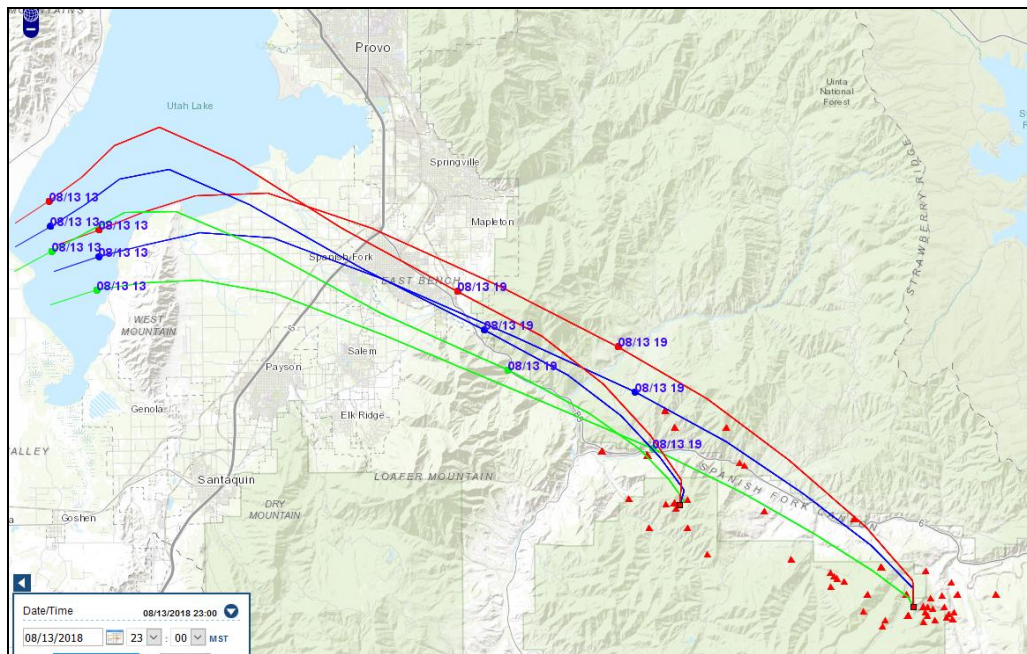 MOUNTAINS
Provo
Utah Lake
Uinta
National
Forest
Springville
STRAWBERRY RIDGE
08/13 13
Mapleton
08/13 13
08/13 13
08/13 13
08/13 13
08/13 13
Spanish Fork
EAST BENCH
08/13 19
WEST
MOUNTAIN
08/13 19
08/13 19
Salem
Payson
08/13 19
08/13 19
Genola
Elk Ridge
08/13 19
ALLEY
LOAFER MOUNTAIN
SPANISH FORK CANYON
Santaquin
DRY
MOUNTAIN
Goshen
6
Date/Time
08/13/2018 23:00
08/13/2018 23 : 00 MST